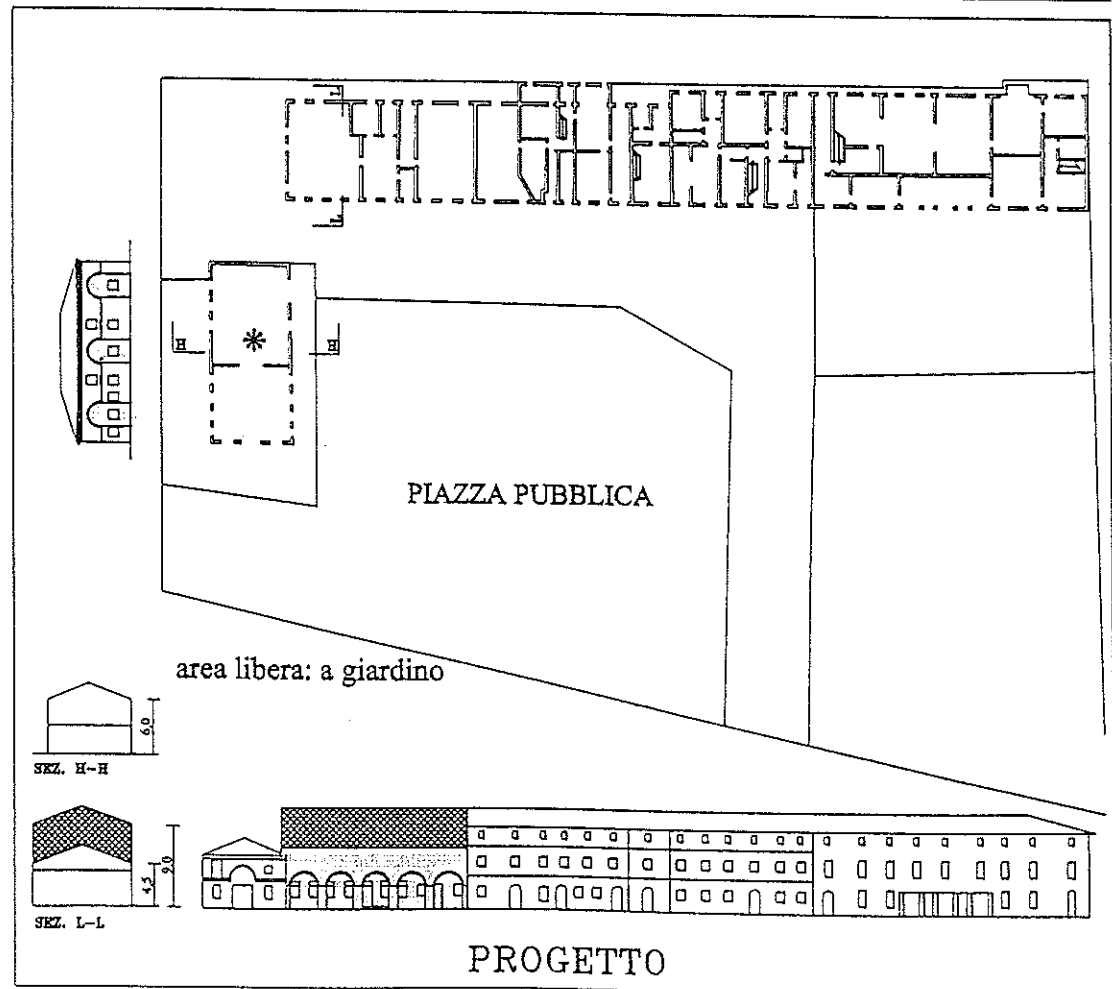 L
L
H
H
PIAZZA PUBBLICA
area libera: a giardino
6,0
SEZ. H-H
9,0
4,5
SEZ. L-L
PROGETTO